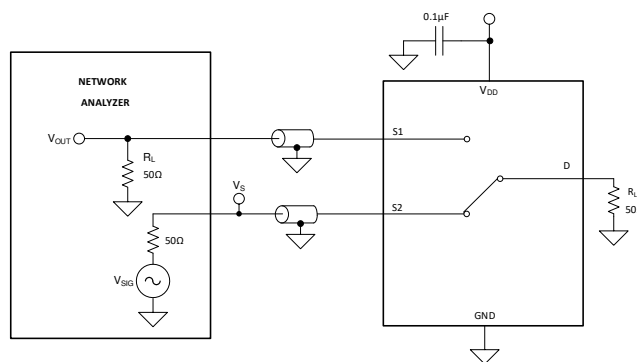 0.1µF
NETWORK
ANALYZER
VDD
VOUT
S1
RL
50Ω
VS
D
S2
RL
50
50Ω
VSIG
GND